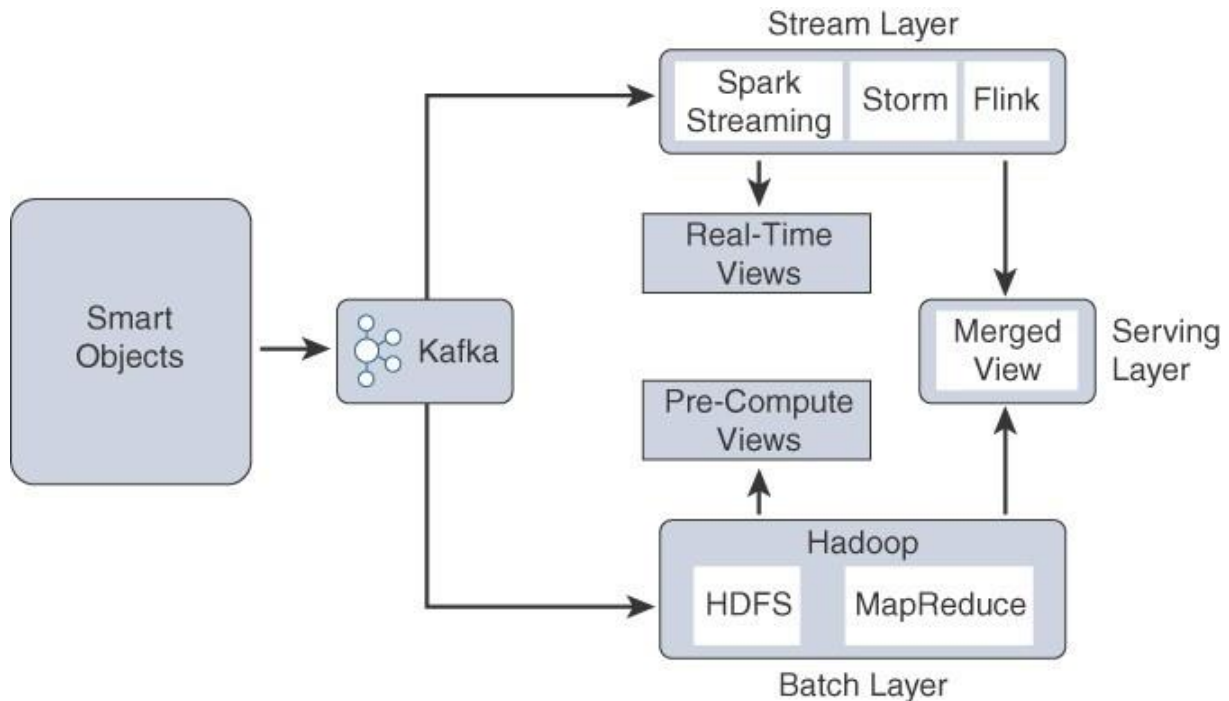 Stream Layer
Spark
Streaming
Storm
Flink
Real-Time
Views
Smart
Objects
Kafka
Merged
View
Serving
Layer
Pre-Compute
Views
Hadoop
HDFS
MapReduce
Batch Layer